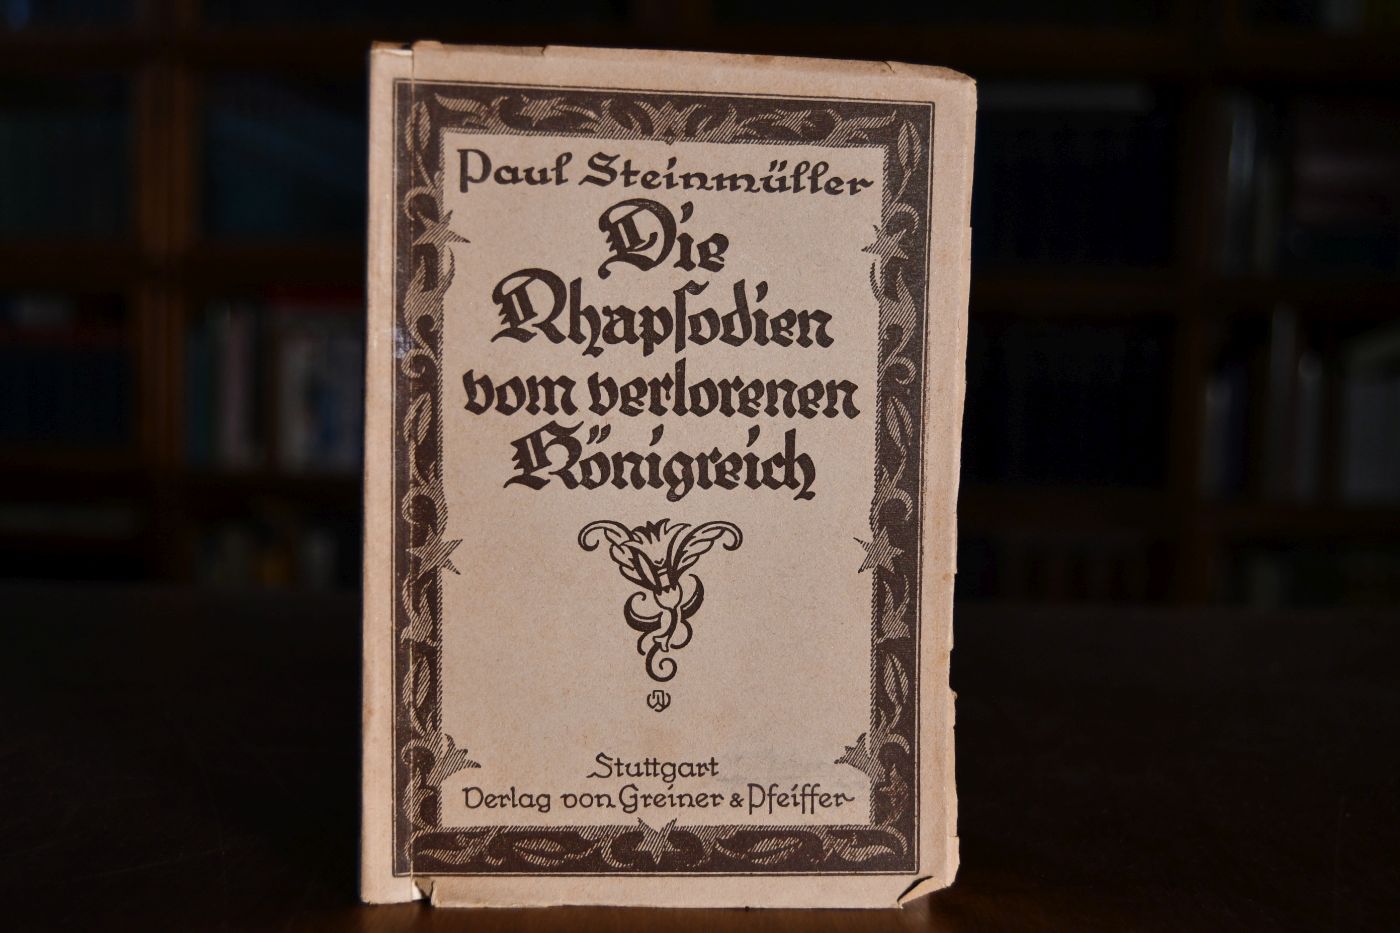 Paul Steinmüller
Die
Rhapsodien
vom verlorenen
Königreich
Stuttgart
Verlag von Greiner & Pfeiffer